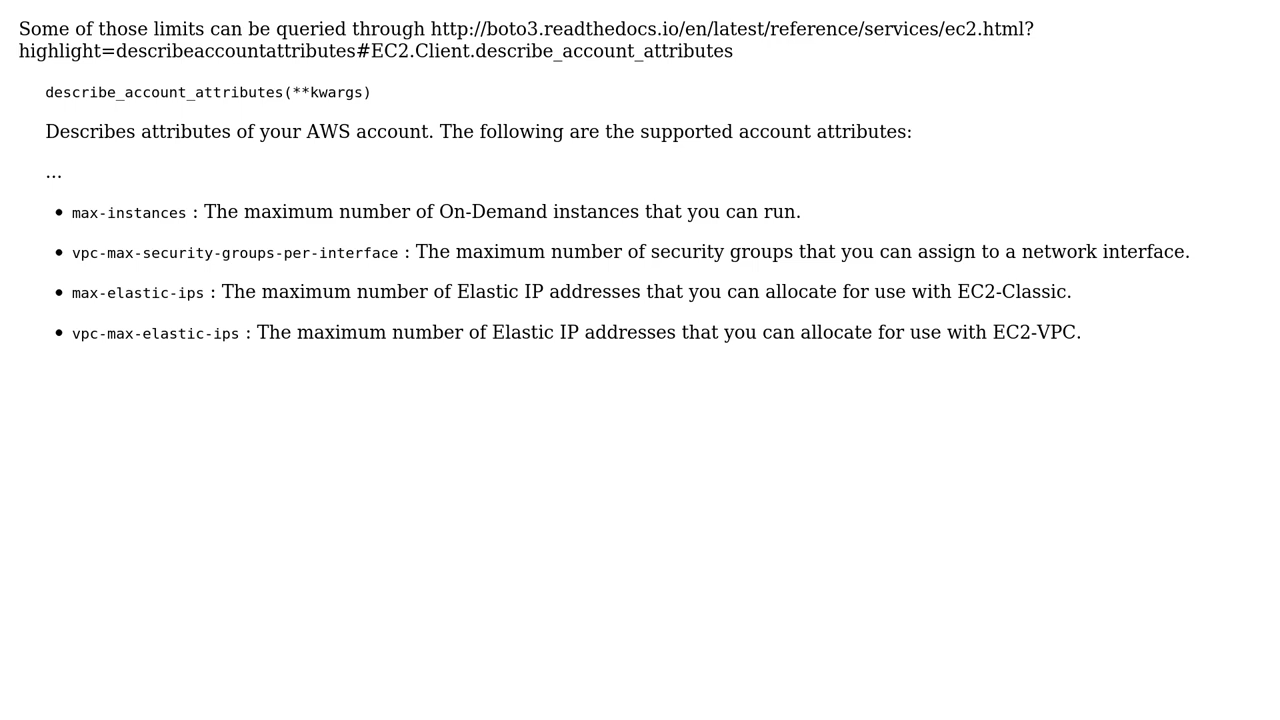 Some of those limits can be queried through http://boto3.readthedocs.io/en/latest/reference/services/ec2.html?
highlight=describeaccountattributes#EC2.Client.describe_account_attributes
describe_account_attributes(**kwargs)
Describes attributes of your AWS account. The following are the supported account attributes:
...
• max-instances : The maximum number of On-Demand instances that you can run.
• vpc-max-security-groups-per-interface : The maximum number of security groups that you can assign to a network interface.
• max-elastic-ips : The maximum number of Elastic IP addresses that you can allocate for use with EC2-Classic.
• vpc-max-elastic-ips : The maximum number of Elastic IP addresses that you can allocate for use with EC2-VPC.